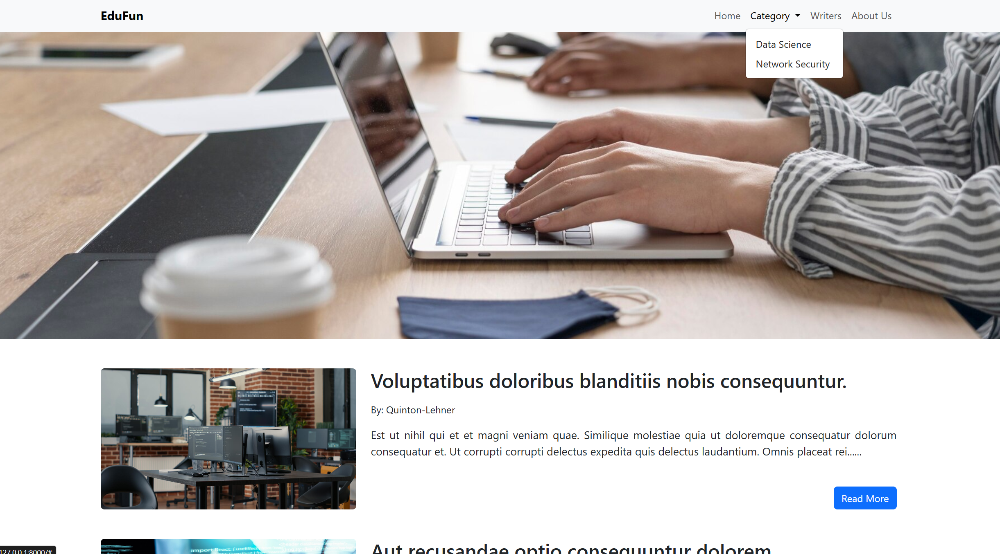 EduFun
Home Category Writers About Us
Data Science
Network Security
Voluptatibus doloribus blanditiis nobis consequuntur.
By: Quinton-Lehner
Est ut nihil qui et et magni veniam quae. Similique molestiae quia ut doloremque consequatur dolorum
consequatur et. Ut corrupti corrupti delectus expedita quis delectus laudantium. Omnis placeat rei......
Read More
import React, { useEffect
Aut recusandae optio consequuntur dolorem
127.0.0.1:8000/#